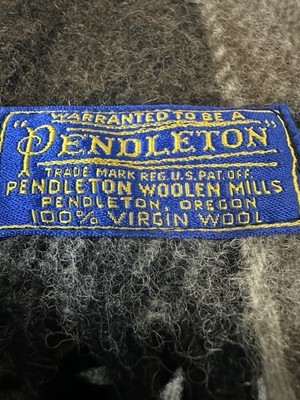 WARRANTED TO BE A
"PENDLETON"
TRADE MARK REG. U.S. PAT. OFF.
PENDLETON WOOLEN MILLS
PENDLETON, OREGON
100% VIRGIN WOOL